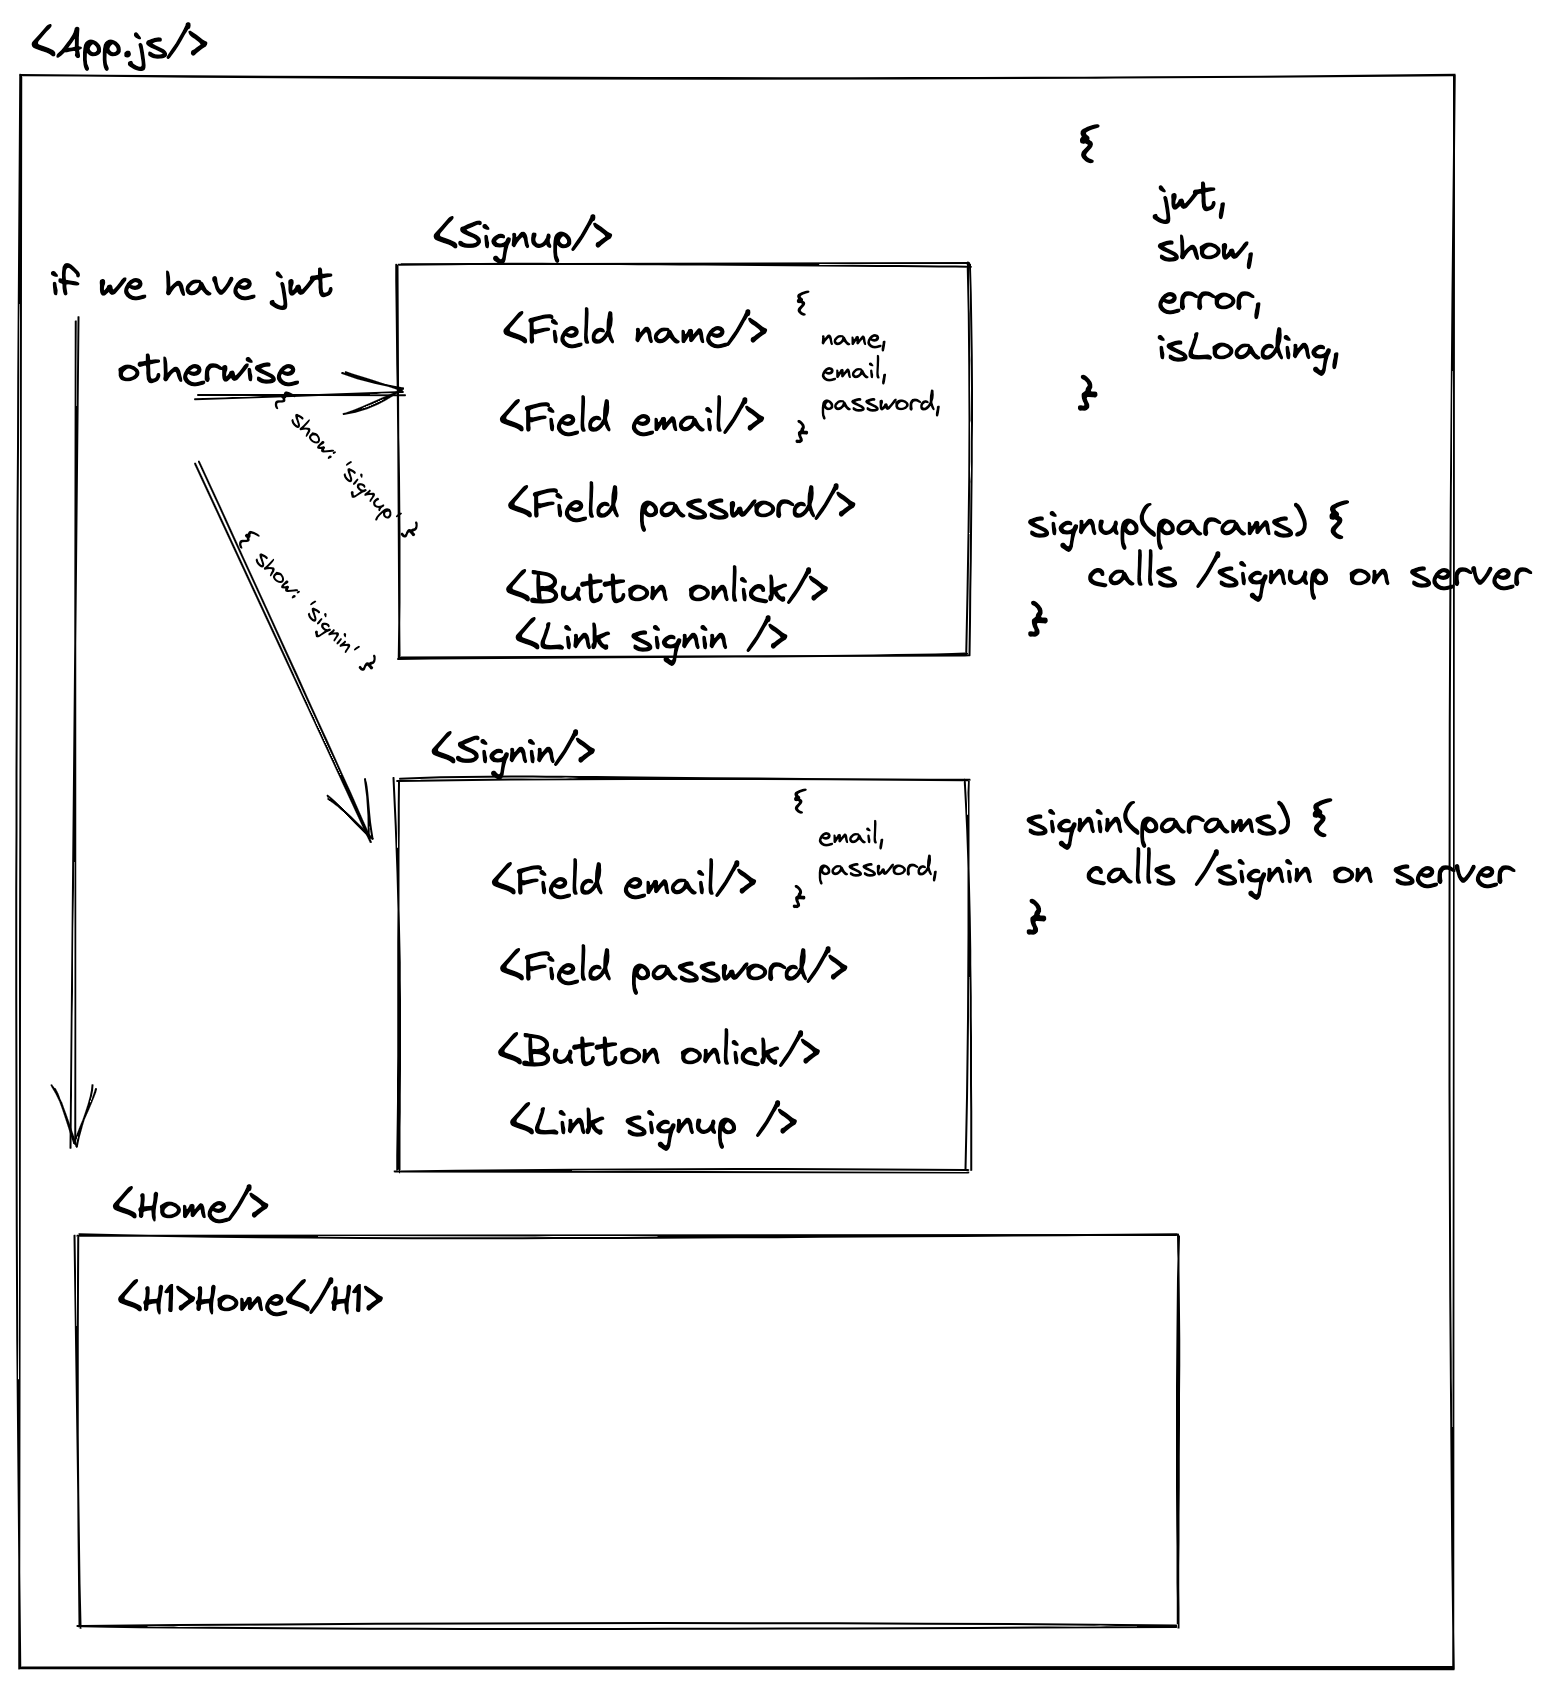 <App.js/>
{
jwt,
show,
error,
isLoading,
}
if we have jwt
otherwise
{ show: 'signup' }
{ show: 'signin' }
<Signup/>
<Field name/>
<Field email/>
<Field password/>
<Button onlick/>
<Link signin />
{
name,
email,
password,
}
signup(params) {
calls /signup on server
}
<Signin/>
<Field email/>
<Field password/>
<Button onlick/>
<Link signup />
{
email,
password,
}
signin(params) {
calls /signin on server
}
<Home/>
<H1>Home</H1>